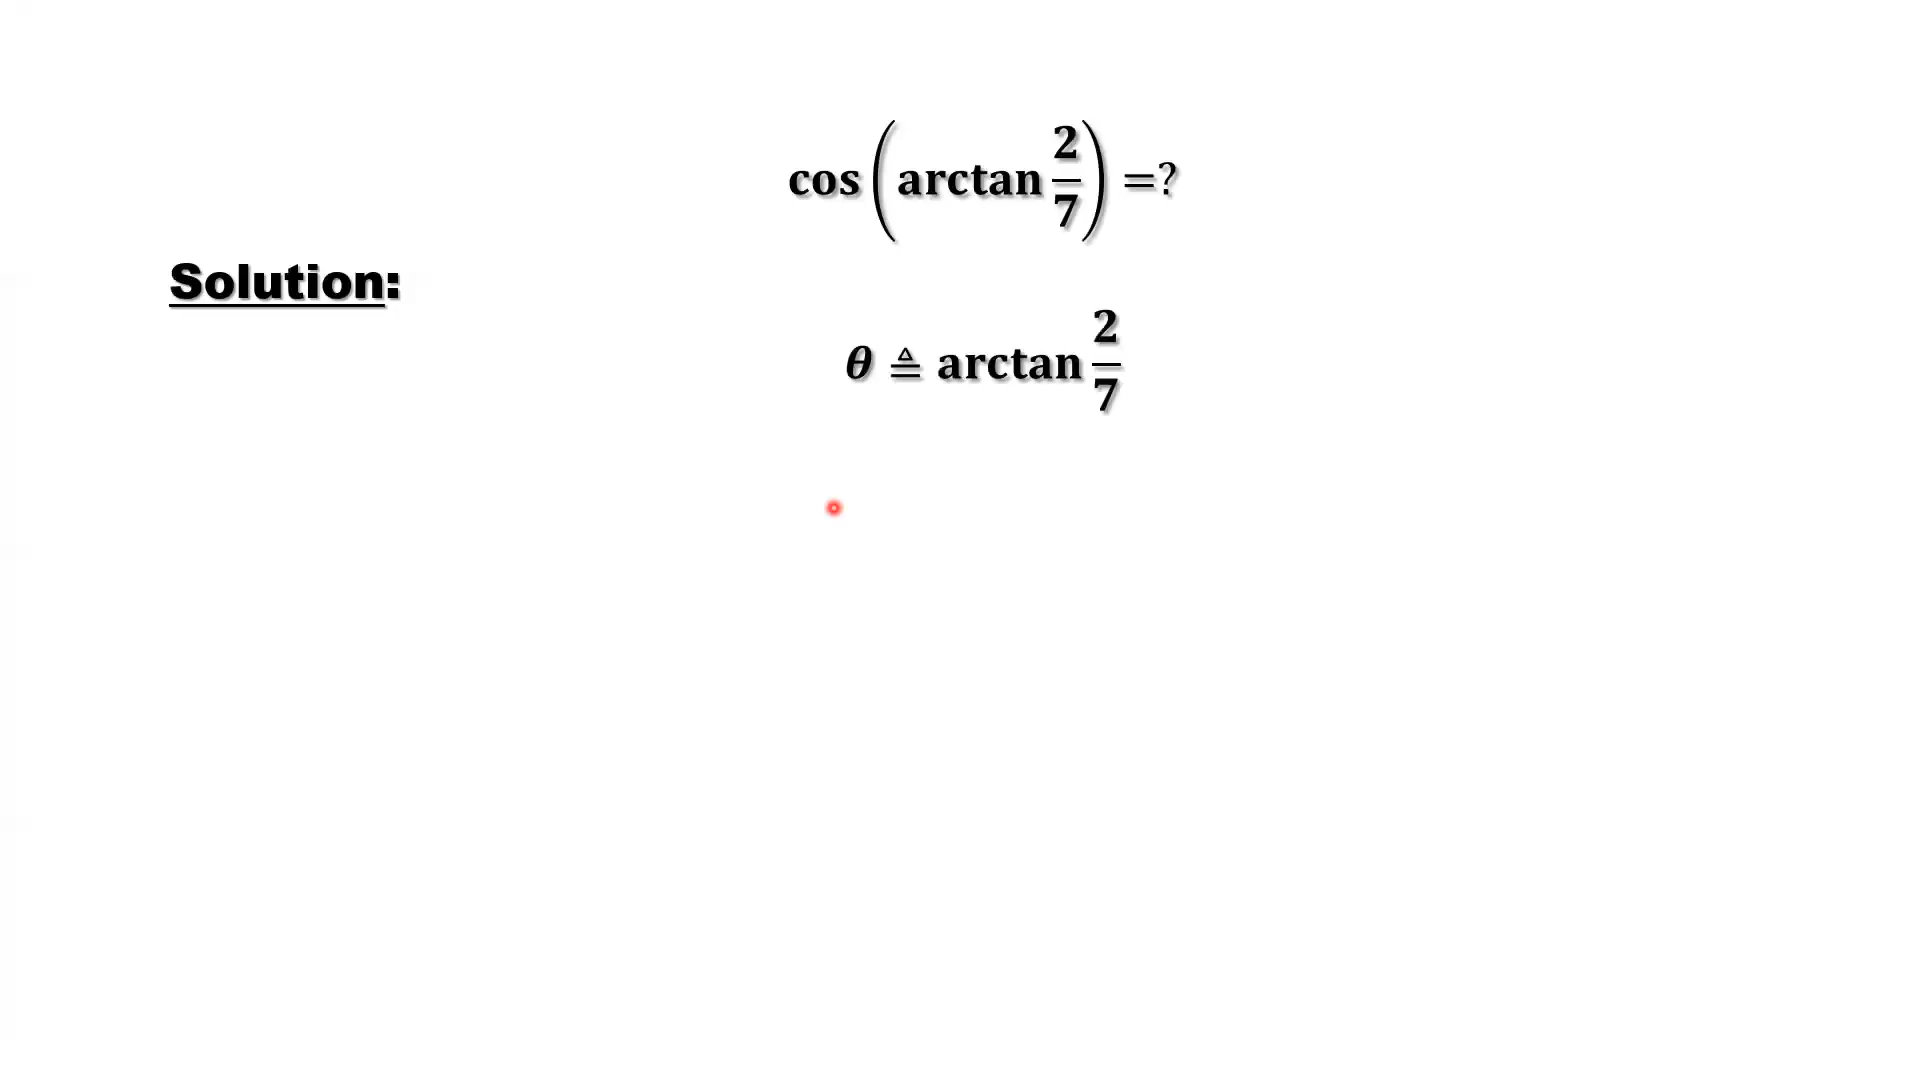 cos(arctan 2/7) =?
Solution:
θ ≜ arctan 2/7